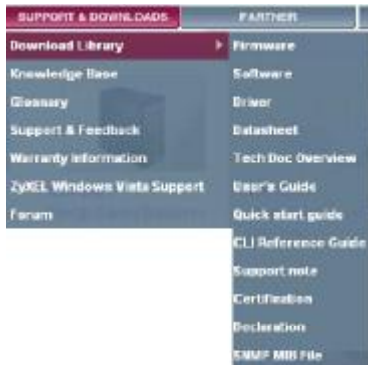 SUPPORT & DOWNLOADS
PARTNER
Download Library
Knowledge Base
Glossary
Support & Feedback
Warranty Information
ZyXEL Windows Vista Support
Forum
Firmware
Software
Driver
Datasheet
Tech Doc Overview
User's Guide
Quick start guide
CLI Reference Guide
Support note
Certification
Declaration
SNMP MIB File